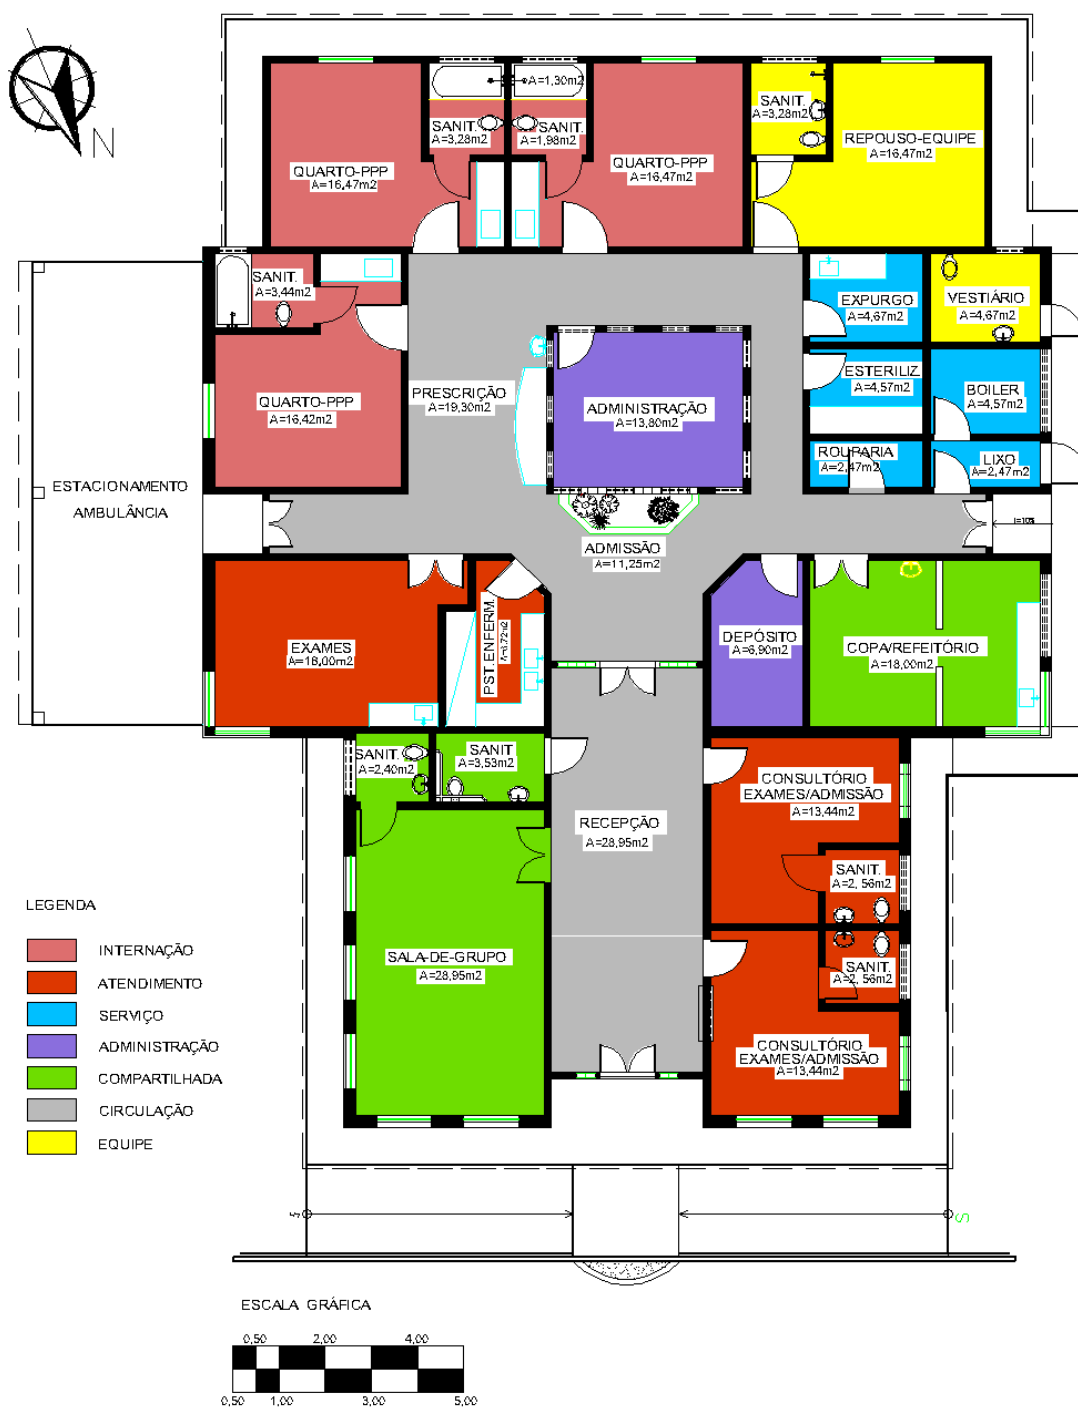 N
QUARTO-PPP
A=16,47m2
SANIT.
A=3,28m2
A=1,30m2
SANIT.
A=1,98m2
QUARTO-PPP
A=16,47m2
SANIT.
A=3,28m2
REPOUSO-EQUIPE
A=16,47m2
SANIT.
A=3,44m2
QUARTO-PPP
A=16,42m2
PRESCRIÇÃO
A=19,30m2
ADMINISTRAÇÃO
A=13,80m2
EXPURGO
A=4,67m2
VESTIÁRIO
A=4,67m2
ESTERILIZ.
A=4,57m2
BOILER
A=4,57m2
ROUPARIA
A=2,47m2
LIXO
A=2,47m2
ESTACIONAMENTO
AMBULÂNCIA
i=10%
ADMISSÃO
A=11,25m2
EXAMES
A=18,00m2
PST.ENFERM.
A=6,72m2
DEPÓSITO
A=6,90m2
COPA/REFEITÓRIO
A=18,00m2
SANIT.
A=2,40m2
SANIT
A=3,53m2
RECEPÇÃO
A=28,95m2
CONSULTÓRIO
EXAMES/ADMISSÃO
A=13,44m2
SANIT.
A=2,56m2
SALA-DE-GRUPO
A=28,95m2
SANIT.
A=2,56m2
CONSULTÓRIO
EXAMES/ADMISSÃO
A=13,44m2
LEGENDA
INTERNAÇÃO
ATENDIMENTO
SERVIÇO
ADMINISTRAÇÃO
COMPARTILHADA
CIRCULAÇÃO
EQUIPE
S
ESCALA GRÁFICA
0,50 2,00 4,00
0,50 1,00 3,00 5,00